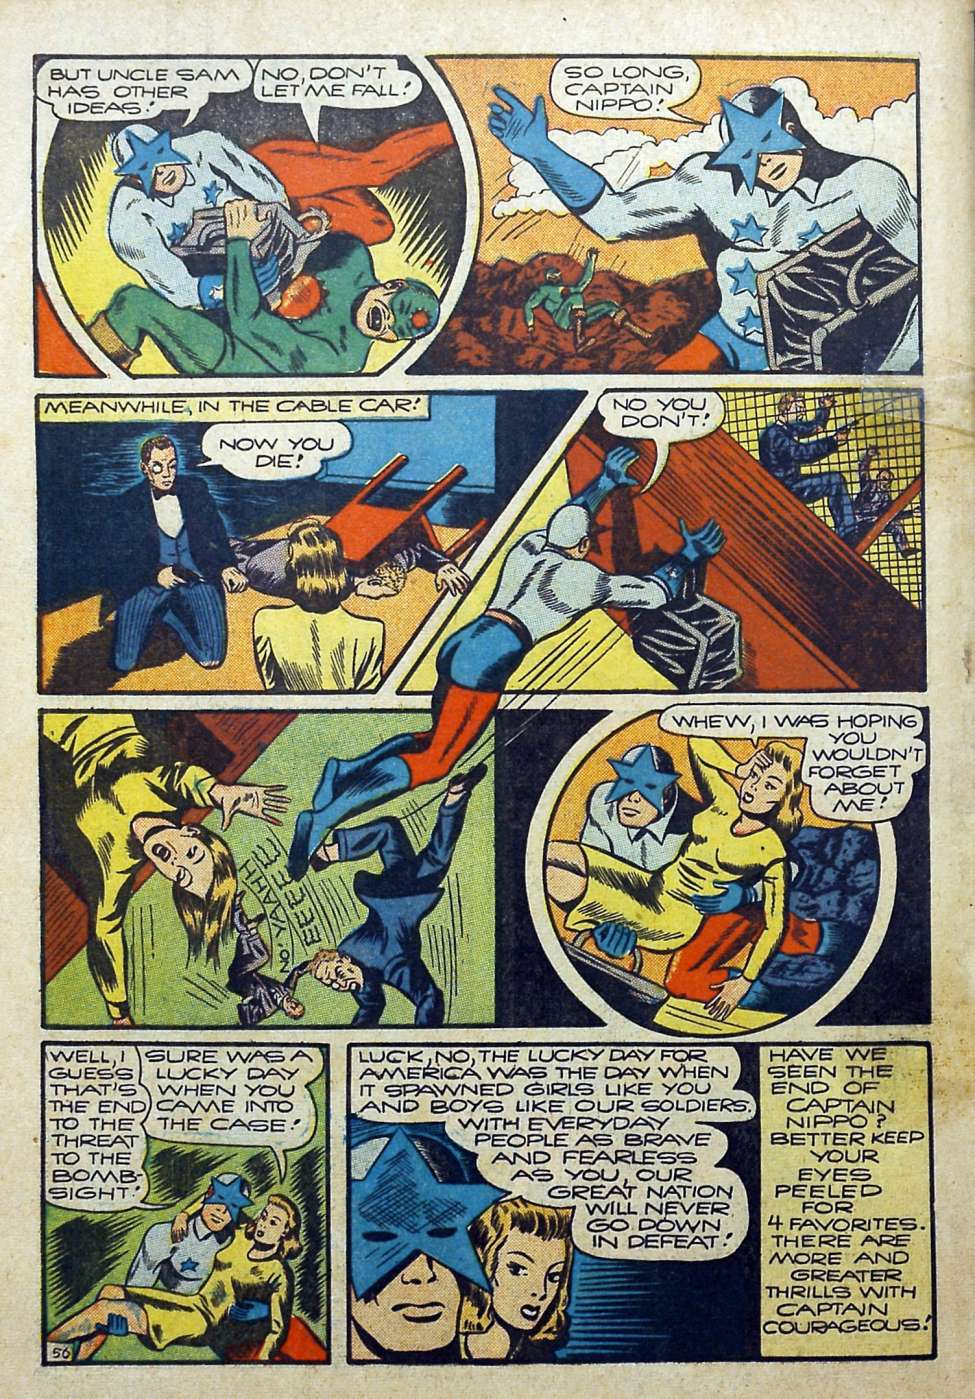 BUT UNCLE SAM
HAS OTHER
IDEAS!
NO, DON'T
LET ME FALL!
SO LONG,
CAPTAIN
NIPPO!
MEANWHILE, IN THE CABLE CAR!
NOW YOU
DIE!
NO YOU
DON'T!
NO, YAAHH
EEEEEEE
WHEW, I WAS HOPING
YOU
WOULDN'T
FORGET
ABOUT
ME!
WELL, I
GUESS
THAT'S
THE END
TO THE
THREAT
TO THE
BOMB-
SIGHT!
SURE WAS A
LUCKY DAY
WHEN YOU
CAME INTO
THE CASE!
LUCK, NO, THE LUCKY DAY FOR
AMERICA WAS THE DAY WHEN
IT SPAWNED GIRLS LIKE YOU
AND BOYS LIKE OUR SOLDIERS.
WITH EVERYDAY
PEOPLE AS BRAVE
AND FEARLESS
AS YOU, OUR
GREAT NATION
WILL NEVER
GO DOWN
IN DEFEAT!
HAVE WE
SEEN THE
END OF
CAPTAIN
NIPPO?
BETTER KEEP
YOUR
EYES
PEELED
FOR
4 FAVORITES.
THERE ARE
MORE AND
GREATER
THRILLS WITH
CAPTAIN
COURAGEOUS!
56